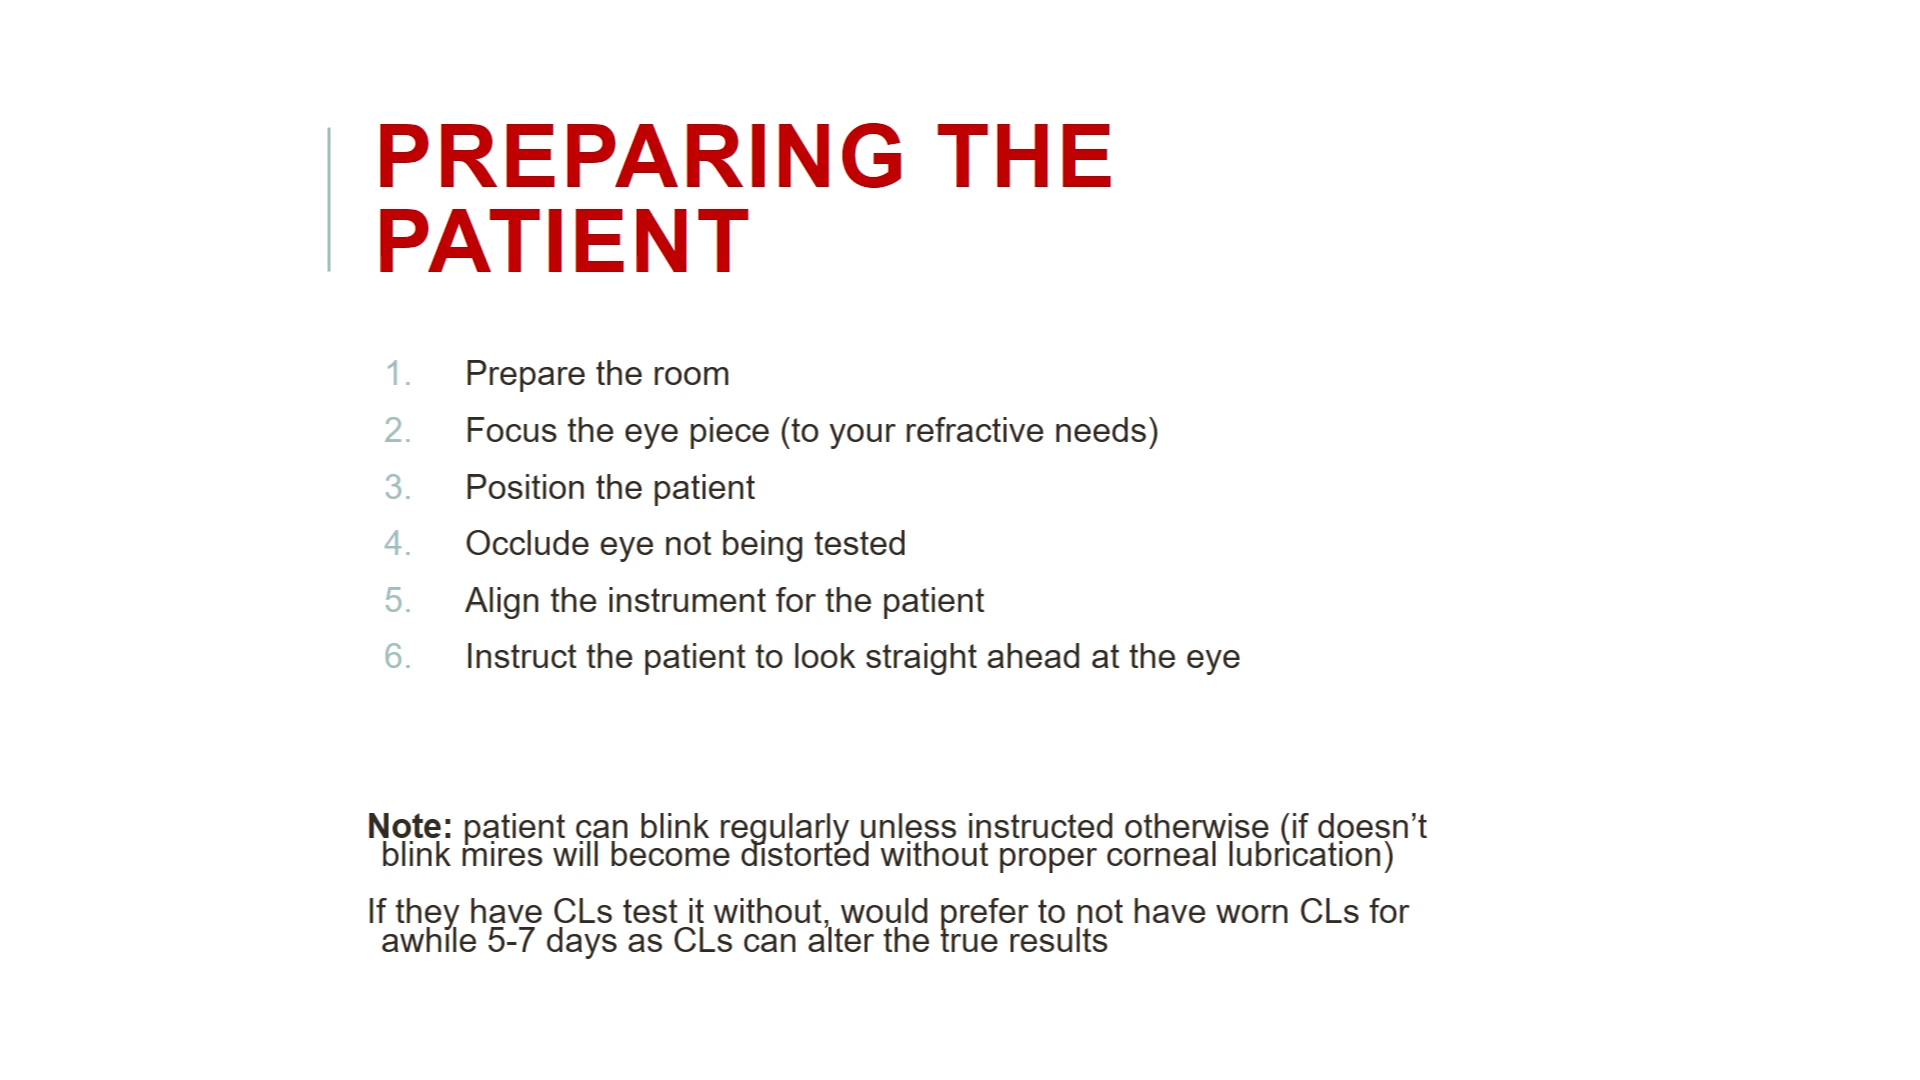 PREPARING THE
PATIENT
1. Prepare the room
2. Focus the eye piece (to your refractive needs)
3. Position the patient
4. Occlude eye not being tested
5. Align the instrument for the patient
6. Instruct the patient to look straight ahead at the eye
Note: patient can blink regularly unless instructed otherwise (if doesn’t
blink mires will become distorted without proper corneal lubrication)
If they have CLs test it without, would prefer to not have worn CLs for
awhile 5-7 days as CLs can alter the true results